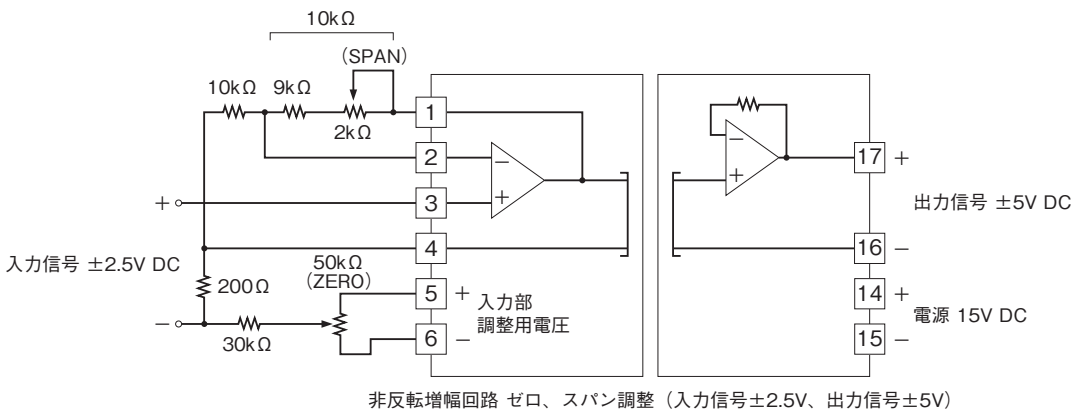 10kΩ
(SPAN)
10kΩ 9kΩ
2kΩ
1
2
3
4
5
6
+
入力信号 ±2.5V DC
−
200Ω
30kΩ
50kΩ
(ZERO)
+
−
入力部
調整用電圧
−
+
−
+
17 +
出力信号 ±5V DC
16 −
14 +
電源 15V DC
15 −
非反転増幅回路 ゼロ、スパン調整（入力信号±2.5V、出力信号±5V）